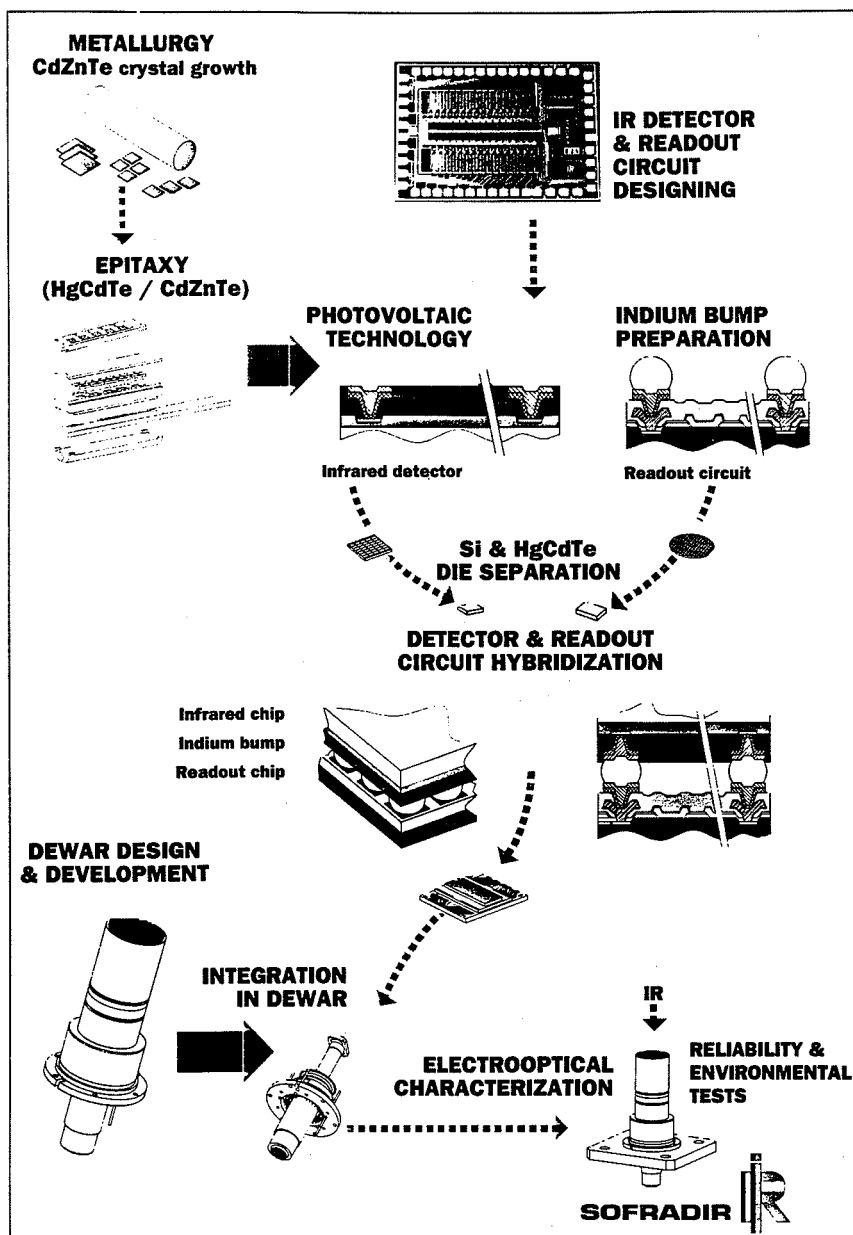 METALLURGY
CdZnTe crystal growth
IR DETECTOR
& READOUT
CIRCUIT
DESIGNING
EPITAXY
(HgCdTe / CdZnTe)
PHOTOVOLTAIC
TECHNOLOGY
INDIUM BUMP
PREPARATION
Infrared detector
Readout circuit
Si & HgCdTe
DIE SEPARATION
DETECTOR & READOUT
CIRCUIT HYBRIDIZATION
Infrared chip
Indium bump
Readout chip
DEWAR DESIGN
& DEVELOPMENT
INTEGRATION
IN DEWAR
IR
ELECTROOPTICAL
CHARACTERIZATION
RELIABILITY &
ENVIRONMENTAL
TESTS
SOFRADIR